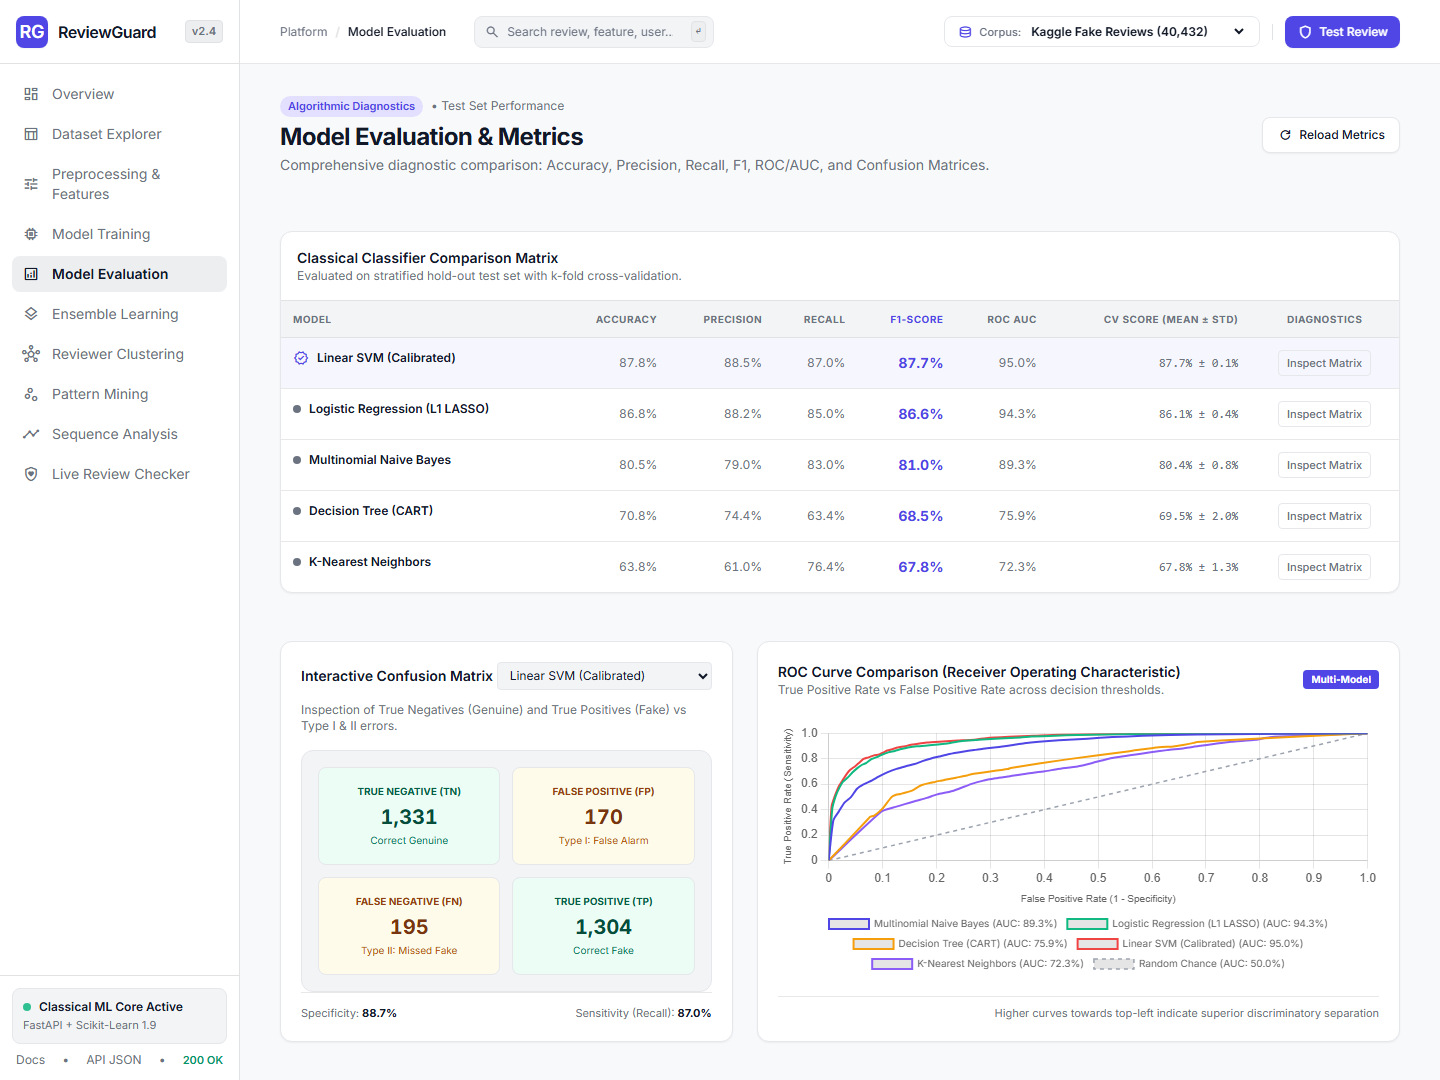 RG ReviewGuard v2.4
Platform / Model Evaluation
Search review, feature, user...
Corpus: Kaggle Fake Reviews (40,432)
Test Review
Overview
Dataset Explorer
Preprocessing &
Features
Model Training
Model Evaluation
Ensemble Learning
Reviewer Clustering
Pattern Mining
Sequence Analysis
Live Review Checker
Classical ML Core Active
FastAPI + Scikit-Learn 1.9
Docs • API JSON • 200 OK
Algorithmic Diagnostics • Test Set Performance
Model Evaluation & Metrics
Comprehensive diagnostic comparison: Accuracy, Precision, Recall, F1, ROC/AUC, and Confusion Matrices.
Reload Metrics
Classical Classifier Comparison Matrix
Evaluated on stratified hold-out test set with k-fold cross-validation.
MODEL ACCURACY PRECISION RECALL F1-SCORE ROC AUC CV SCORE (MEAN ± STD) DIAGNOSTICS
Linear SVM (Calibrated) 87.8% 88.5% 87.0% 87.7% 95.0% 87.7% ± 0.1% Inspect Matrix
Logistic Regression (L1 LASSO) 86.8% 88.2% 85.0% 86.6% 94.3% 86.1% ± 0.4% Inspect Matrix
Multinomial Naive Bayes 80.5% 79.0% 83.0% 81.0% 89.3% 80.4% ± 0.8% Inspect Matrix
Decision Tree (CART) 70.8% 74.4% 63.4% 68.5% 75.9% 69.5% ± 2.0% Inspect Matrix
K-Nearest Neighbors 63.8% 61.0% 76.4% 67.8% 72.3% 67.8% ± 1.3% Inspect Matrix
Interactive Confusion Matrix Linear SVM (Calibrated)
Inspection of True Negatives (Genuine) and True Positives (Fake) vs
Type I & II errors.
TRUE NEGATIVE (TN)
1,331
Correct Genuine
FALSE POSITIVE (FP)
170
Type I: False Alarm
FALSE NEGATIVE (FN)
195
Type II: Missed Fake
TRUE POSITIVE (TP)
1,304
Correct Fake
Specificity: 88.7%
Sensitivity (Recall): 87.0%
ROC Curve Comparison (Receiver Operating Characteristic)
True Positive Rate vs False Positive Rate across decision thresholds.
Multi-Model
True Positive Rate (Sensitivity)
1.0
0.8
0.6
0.4
0.2
0
0 0.1 0.2 0.3 0.4 0.5 0.6 0.7 0.8 0.9 1.0
False Positive Rate (1 - Specificity)
Multinomial Naive Bayes (AUC: 89.3%) Logistic Regression (L1 LASSO) (AUC: 94.3%)
Decision Tree (CART) (AUC: 75.9%) Linear SVM (Calibrated) (AUC: 95.0%)
K-Nearest Neighbors (AUC: 72.3%) Random Chance (AUC: 50.0%)
Higher curves towards top-left indicate superior discriminatory separation